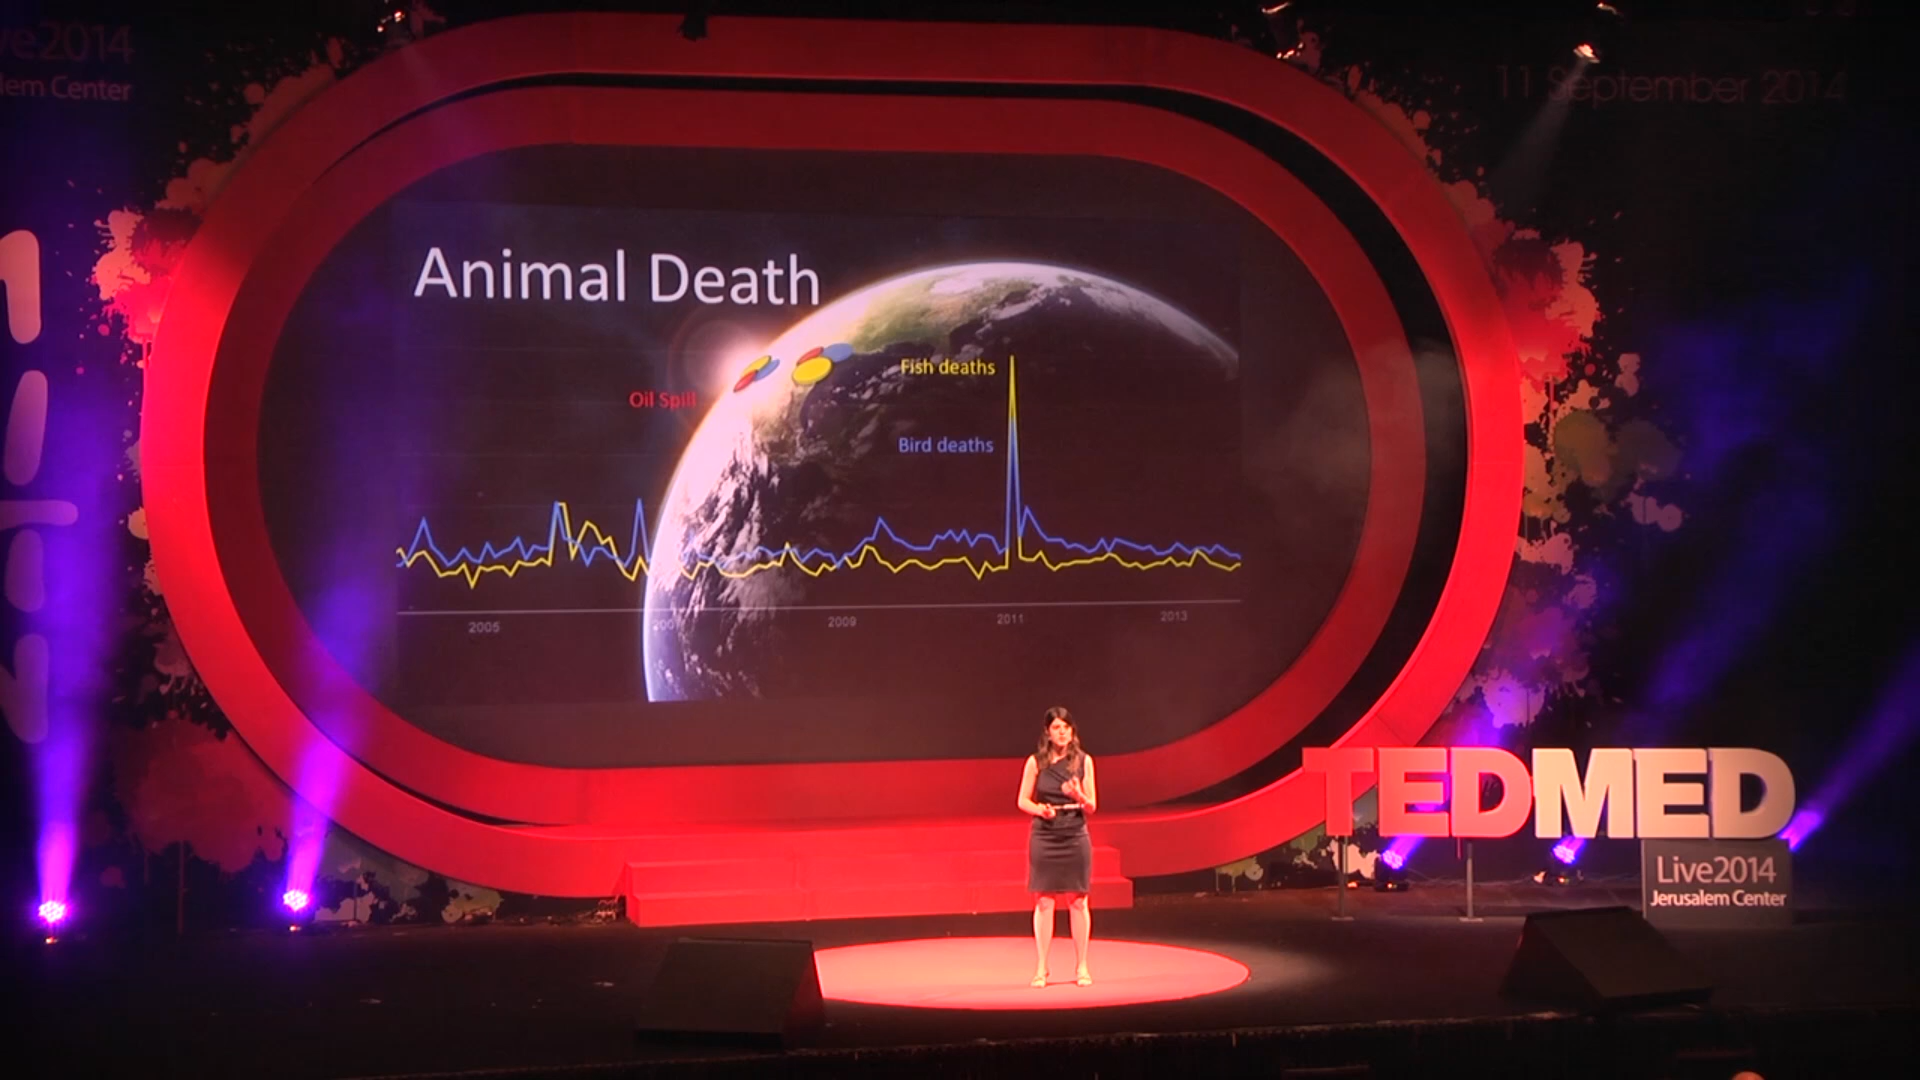 ve2014
lem Center
11 September 2014
Animal Death
Fish deaths
Oil Spill
Bird deaths
2005
2009
2011
2013
TEDMED
Live2014
Jerusalem Center